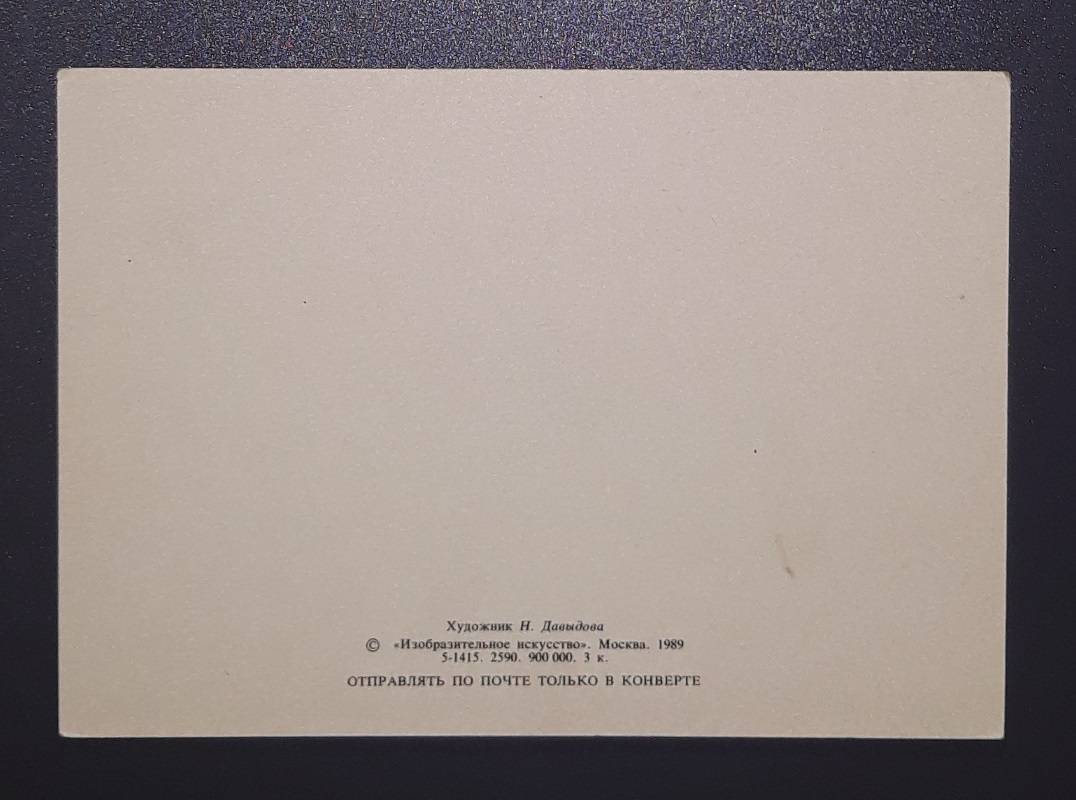 Художник Н. Давыдова
© «Изобразительное искусство». Москва. 1989
5-1415. 2590. 900 000. 3 к.
ОТПРАВЛЯТЬ ПО ПОЧТЕ ТОЛЬКО В КОНВЕРТЕ